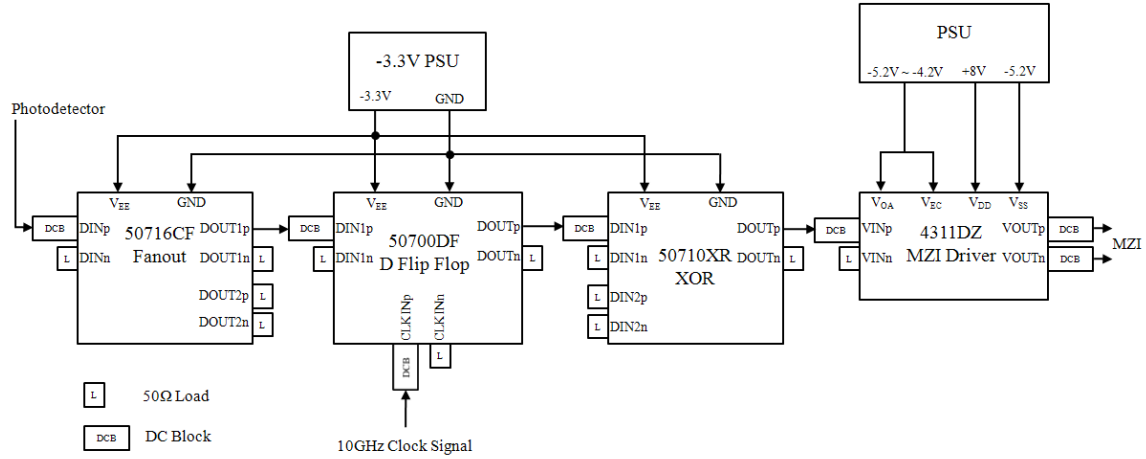 -3.3V PSU
-3.3V
GND
PSU
-5.2V ~ -4.2V
+8V
-5.2V
Photodetector
VEE
GND
DCB
DINp
L
DINn
50716CF
Fanout
DOUT1p
DOUT1n
L
DOUT2p
L
DOUT2n
L
VEE
GND
DCB
DIN1p
L
DIN1n
50700DF
D Flip Flop
DOUTp
DOUTn
L
CLKINp
CLKINn
DCB
L
10GHz Clock Signal
VEE
GND
DCB
DIN1p
L
DIN1n
L
DIN2p
L
DIN2n
50710XR
XOR
DOUTp
DOUTn
L
VOA
VEC
VDD
VSS
DCB
VINp
L
VINn
4311DZ
MZI Driver
VOUTp
DCB
VOUTn
DCB
MZI
L
50Ω Load
DCB
DC Block